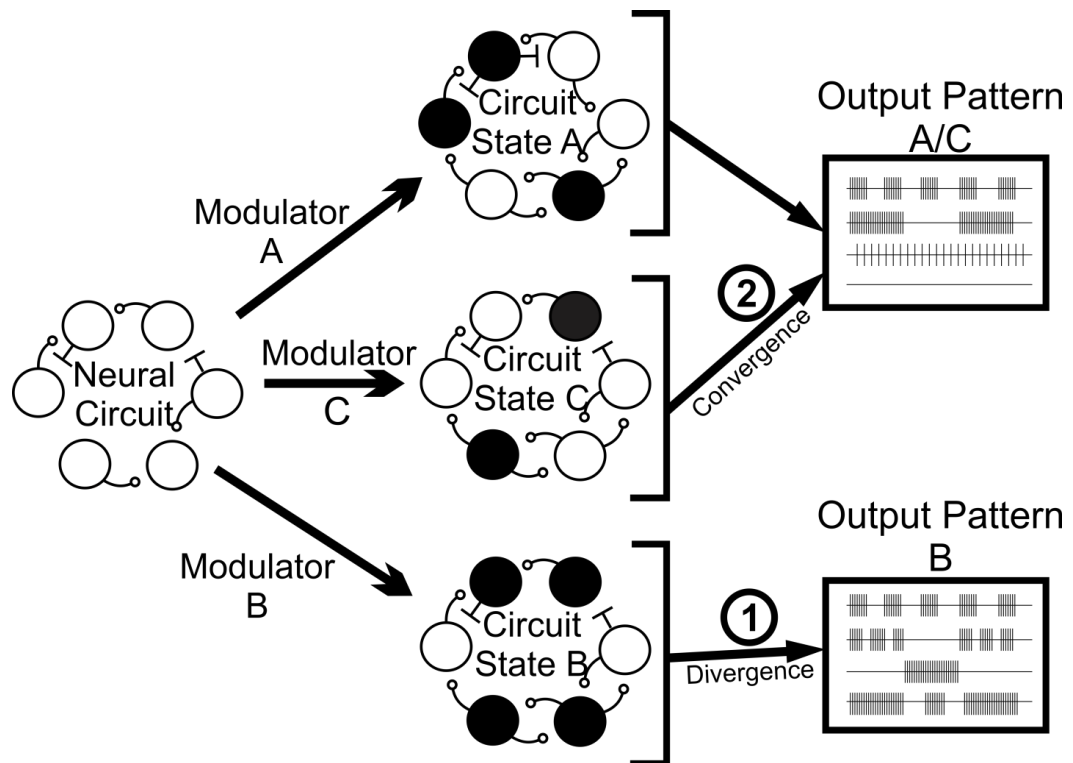 Neural
Circuit
Modulator
A
Modulator
C
Modulator
B
Circuit
State A
Circuit
State C
Circuit
State B
2
Convergence
1
Divergence
Output Pattern
A/C
Output Pattern
B